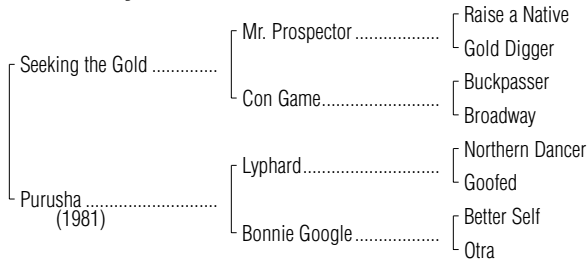 Raise a Native
Mr. Prospector ..................
Gold Digger
Seeking the Gold ..............
Buckpasser
Con Game.........................
Broadway
Northern Dancer
Lyphard.............................
Goofed
Purusha ............................
(1981)
Better Self
Bonnie Google ..................
Otra